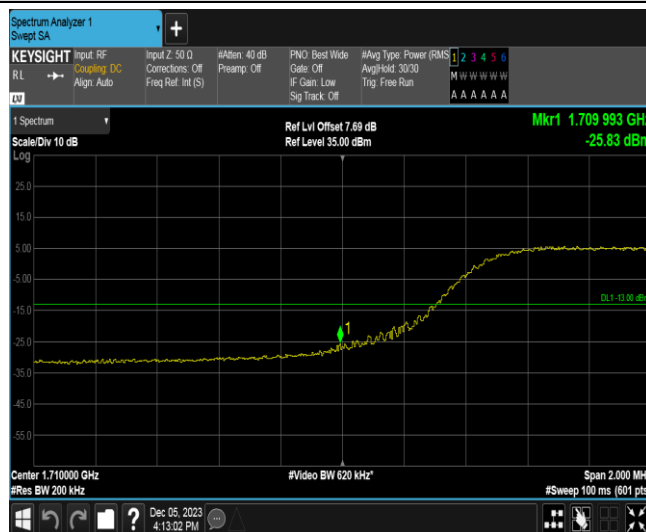 Spectrum Analyzer 1
Swept SA
+
KEYSIGHT Input: RF Input Z: 50 Ω #Atten: 40 dB PNO: Best Wide #Avg Type: Power (RMS 1 2 3 4 5 6
RL Coupling: DC Corrections: Off Preamp: Off Gate: Off Avg|Hold: 30/30 M W W W W W
Align: Auto Freq Ref: Int (S) IF Gain: Low Trig: Free Run
Sig Track: Off A A A A A A
LXI
1 Spectrum Ref Lvl Offset 7.69 dB Mkr1 1.709 993 GHz
Scale/Div 10 dB Ref Level 35.00 dBm -25.83 dBm
Log
25.0
15.0
5.00
-5.00
DL1 -13.00 dBm
-15.0
1
-25.0
-35.0
-45.0
-55.0
Center 1.710000 GHz #Video BW 620 kHz* Span 2.000 MH
#Res BW 200 kHz #Sweep 100 ms (601 pts
? Dec 05, 2023
4:13:02 PM